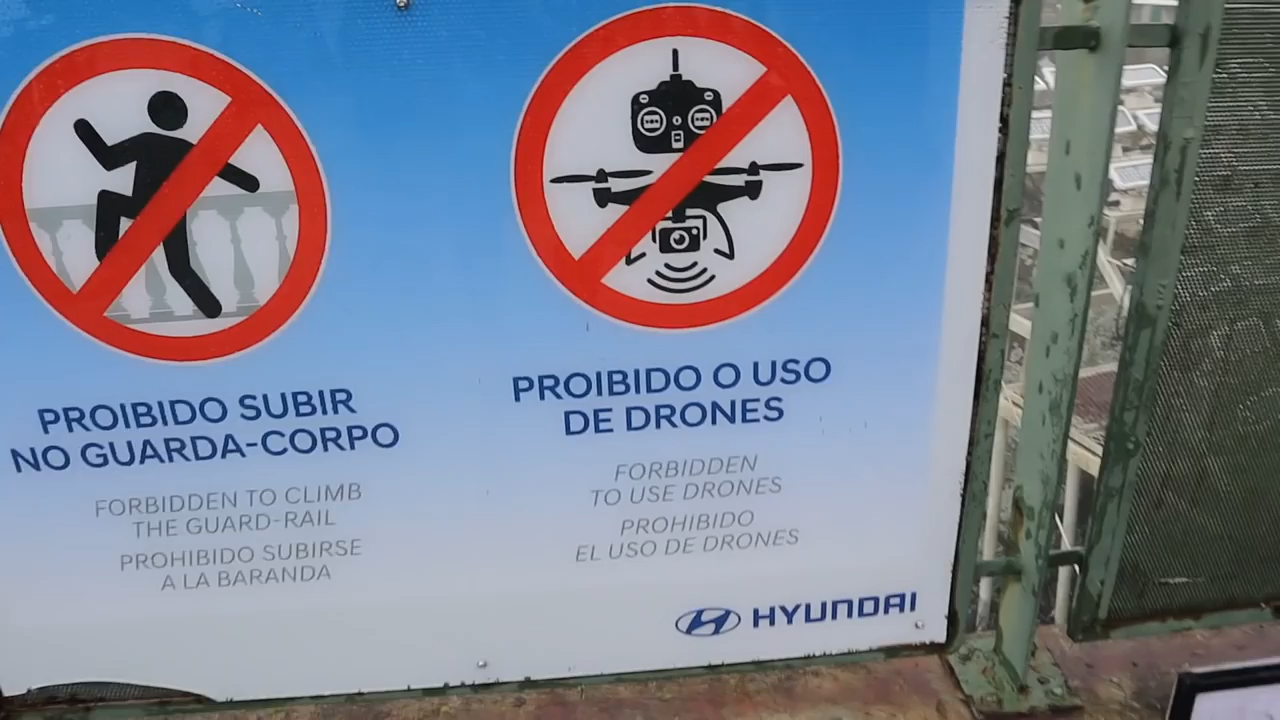 PROIBIDO SUBIR
NO GUARDA-CORPO
FORBIDDEN TO CLIMB
THE GUARD-RAIL
PROHIBIDO SUBIRSE
A LA BARANDA
PROIBIDO O USO
DE DRONES
FORBIDDEN
TO USE DRONES
PROHIBIDO
EL USO DE DRONES
HYUNDAI